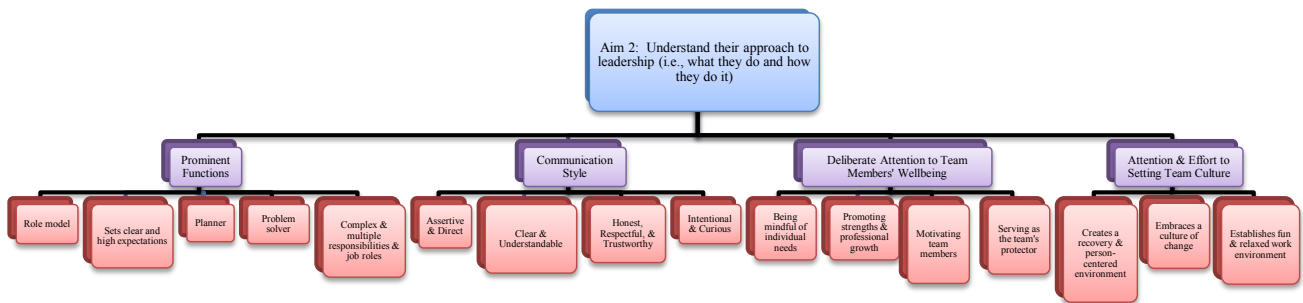 Aim 2:  Understand their approach to
leadership (i.e., what they do and how
they do it)
Prominent
Functions
Communication
Style
Deliberate Attention to Team
Members' Wellbeing
Attention & Effort to
Setting Team Culture
Role model
Sets clear and
high expectations
Planner
Problem
solver
Complex &
multiple
responsibilities &
job roles
Assertive
& Direct
Clear &
Understandable
Honest,
Respectful, &
Trustworthy
Intentional
& Curious
Being
mindful of
individual
needs
Promoting
strengths &
professional
growth
Motivating
team
members
Serving as
the team's
protector
Creates a
recovery &
person-
centered
environment
Embraces a
culture of
change
Establishes fun
& relaxed work
environment